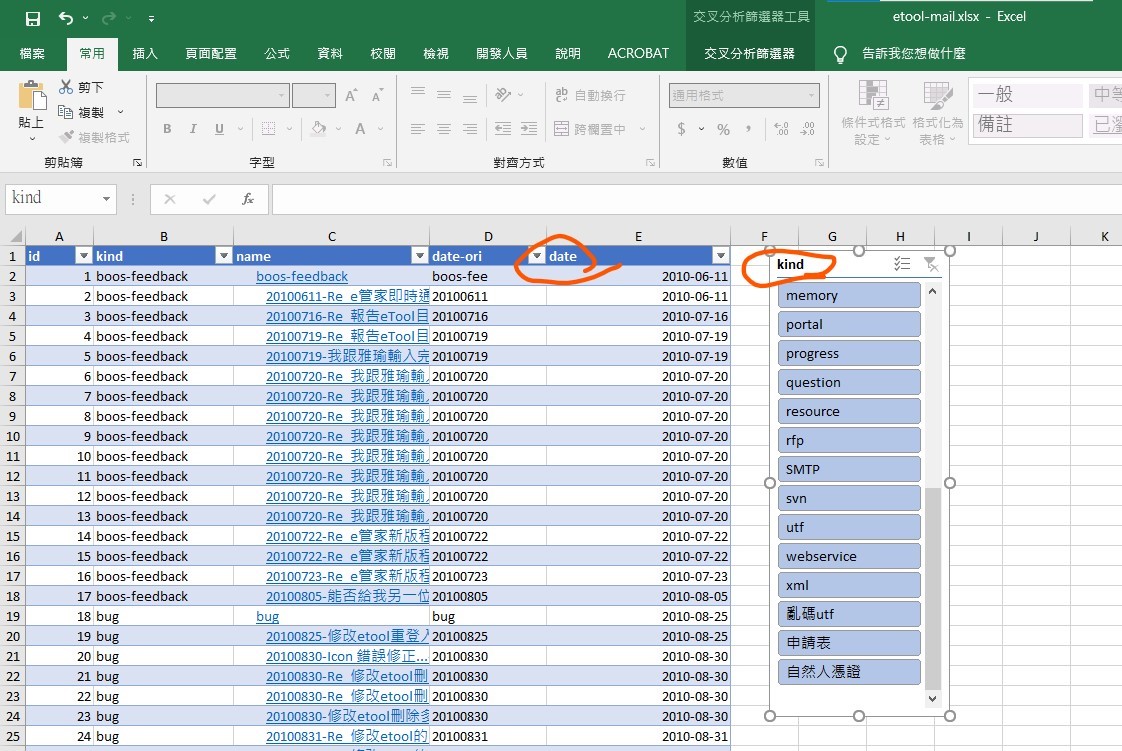 交叉分析篩選器工具 etool-mail.xlsx - Excel
檔案 常用 插入 頁面配置 公式 資料 校閱 檢視 開發人員 說明 ACROBAT 交叉分析篩選器 告訴我您想做什麼
貼上 剪下 複製 複製格式 剪貼簿
B I U A A A 字型
ab 自動換行 跨欄置中 對齊方式
通用格式 $ % , 數值
條件式格式設定 格式化為表格 一般 備註
kind fx
A B C D E F G H I J K
1 id kind name date-ori date
2 1 boos-feedback boos-feedback boos-fee 2010-06-11
3 2 boos-feedback 20100611-Re_e管家即時通 20100611 2010-06-11
4 3 boos-feedback 20100716-Re_報告eTool目 20100716 2010-07-16
5 4 boos-feedback 20100719-Re_報告eTool目 20100719 2010-07-19
6 5 boos-feedback 20100719-我跟雅瑜輸入完 20100719 2010-07-19
7 6 boos-feedback 20100720-Re_我跟雅瑜輸 20100720 2010-07-20
8 7 boos-feedback 20100720-Re_我跟雅瑜輸 20100720 2010-07-20
9 8 boos-feedback 20100720-Re_我跟雅瑜輸 20100720 2010-07-20
10 9 boos-feedback 20100720-Re_我跟雅瑜輸 20100720 2010-07-20
11 10 boos-feedback 20100720-Re_我跟雅瑜輸 20100720 2010-07-20
12 11 boos-feedback 20100720-Re_我跟雅瑜輸 20100720 2010-07-20
13 12 boos-feedback 20100720-Re_我跟雅瑜輸 20100720 2010-07-20
14 13 boos-feedback 20100720-Re_我跟雅瑜輸 20100720 2010-07-20
15 14 boos-feedback 20100722-Re_e管家新版程 20100722 2010-07-22
16 15 boos-feedback 20100722-Re_e管家新版程 20100722 2010-07-22
17 16 boos-feedback 20100723-Re_e管家新版程 20100723 2010-07-23
18 17 boos-feedback 20100805-能否給我另一位 20100805 2010-08-05
19 18 bug bug bug 2010-08-25
20 19 bug 20100825-修改etool重登入 20100825 2010-08-25
21 20 bug 20100830-Icon 錯誤修正... 20100830 2010-08-30
22 21 bug 20100830-Re_修改etool刪 20100830 2010-08-30
23 22 bug 20100830-Re_修改etool刪 20100830 2010-08-30
24 23 bug 20100830-修改etool刪除多 20100830 2010-08-30
25 24 bug 20100831-Re_修改etool的 20100831 2010-08-31
kind
memory
portal
progress
question
resource
rfp
SMTP
svn
utf
webservice
xml
亂碼utf
申請表
自然人憑證